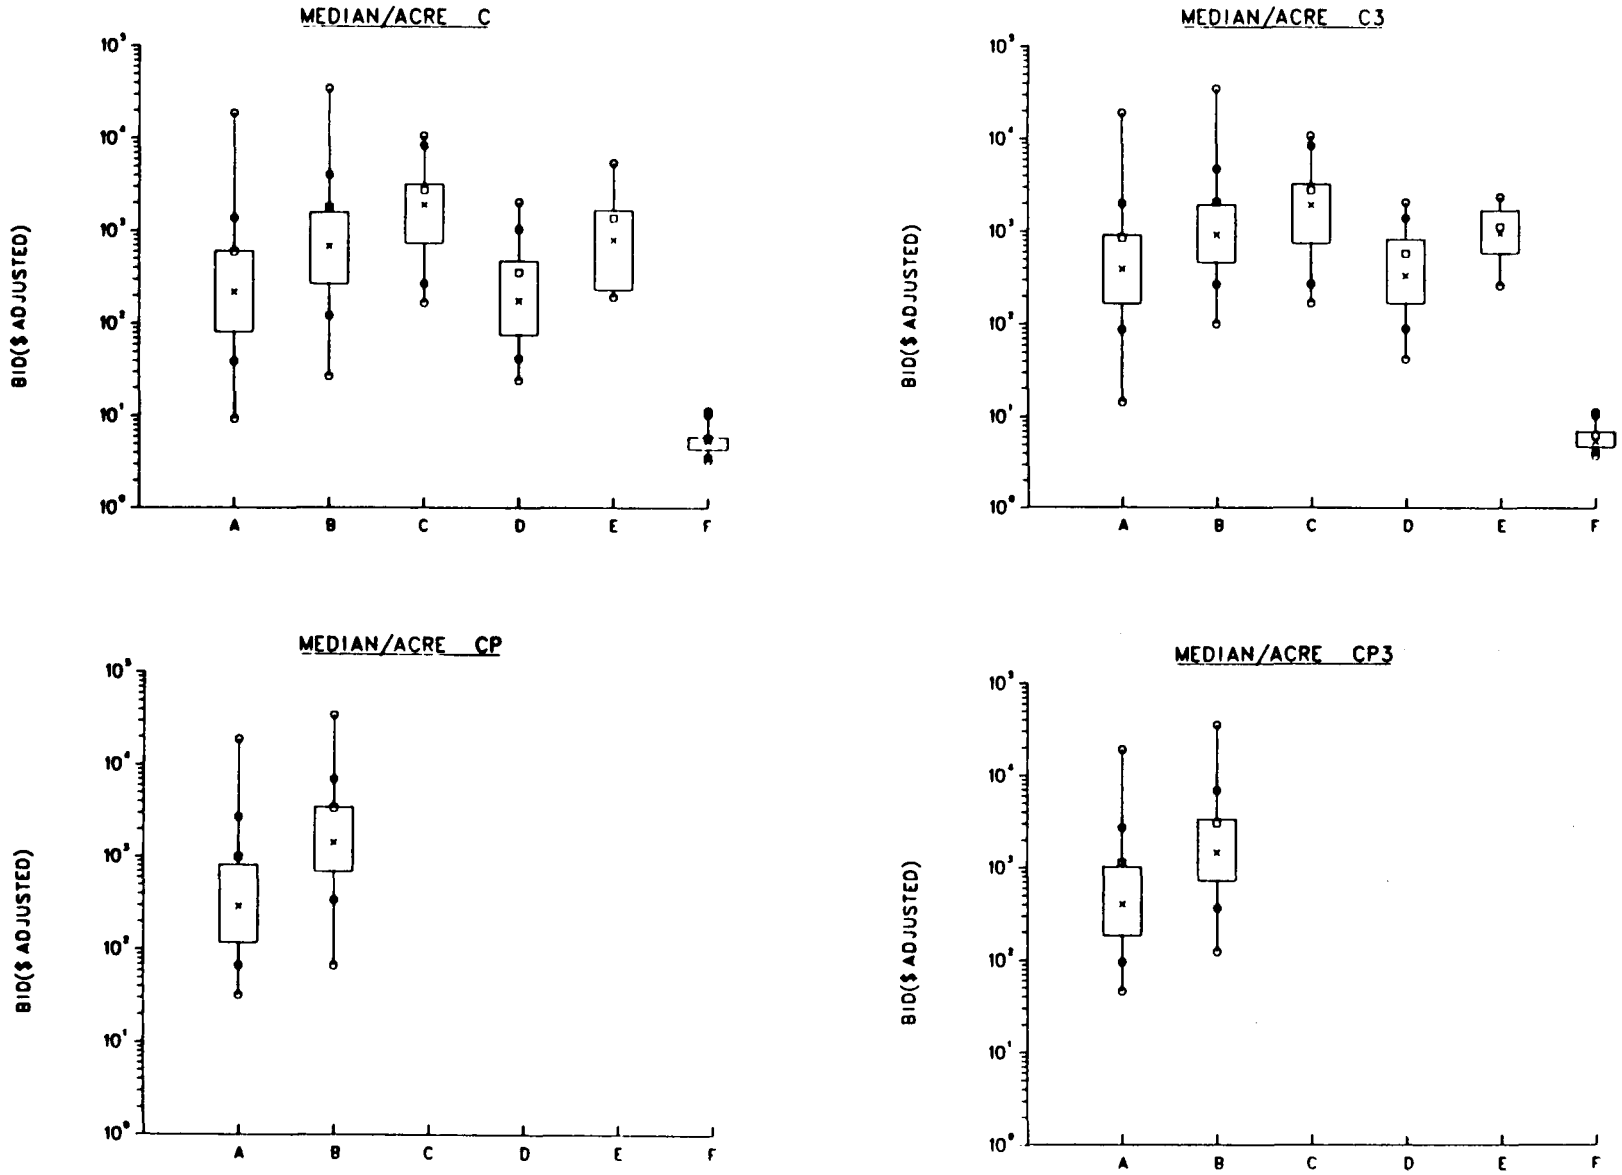 MEDIAN/ACRE C
10⁵
10⁴
10³
10²
10¹
10⁰
BID($ ADJUSTED)
A B C D E F
MEDIAN/ACRE C3
10⁵
10⁴
10³
10²
10¹
10⁰
BID($ ADJUSTED)
A B C D E F
MEDIAN/ACRE CP
10⁵
10⁴
10³
10²
10¹
10⁰
BID($ ADJUSTED)
A B C D E F
MEDIAN/ACRE CP3
10⁵
10⁴
10³
10²
10¹
10⁰
BID($ ADJUSTED)
A B C D E F